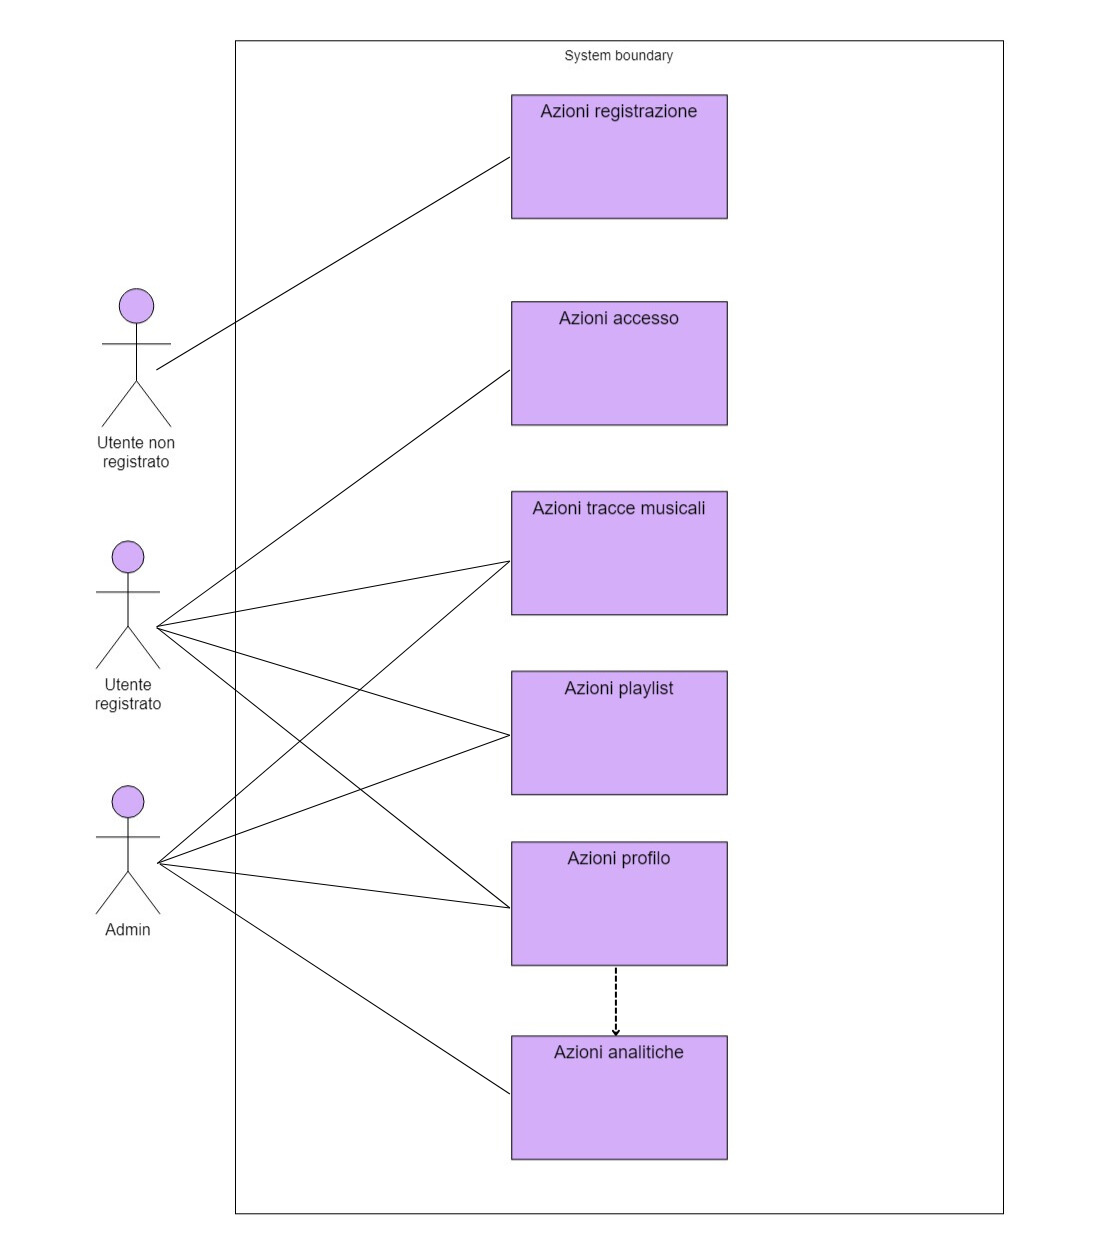 System boundary
Azioni registrazione
Azioni accesso
Utente non
registrato
Azioni tracce musicali
Utente
registrato
Azioni playlist
Azioni profilo
Admin
Azioni analitiche